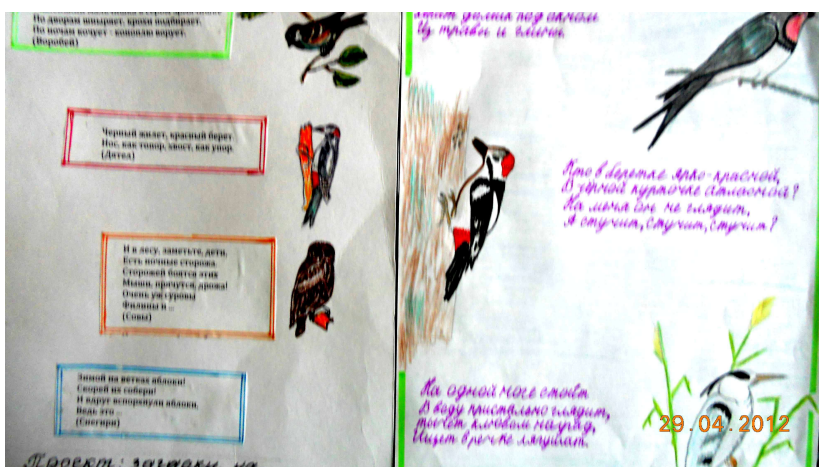 По дворам шныряет, крохи подбирает,
По ночам кочует - коноплю ворует.
(Воробей)
Черный жилет, красный берет.
Нос, как топор, хвост, как упор.
(Дятел)
И в лесу, заметьте, дети,
Есть ночные сторожа.
Сторожей боятся этих
Мыши, прячутся, дрожа!
Очень уж суровы
Филины и ...
(Совы)
Зимой на ветках яблоки!
Скорей их собери!
И вдруг вспорхнули яблоки,
Ведь это ..
(Снегири)
Проект: загадки на
домик под окном
Из травы и глины.
Кто в беретке ярко-красной,
В чёрной курточке атласной?
На меня он не глядит,
А стучит, стучит, стучит?
На одной ноге стоит
В воду пристально глядит,
тычет клювом наугад,
Ищет в речке лягушат.
29.04.2012